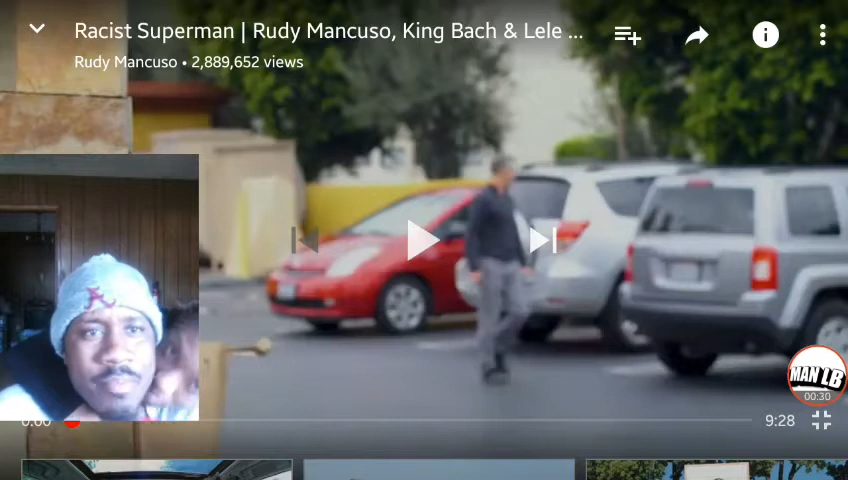 Racist Superman | Rudy Mancuso, King Bach & Lele ...
Rudy Mancuso • 2,889,652 views
A
MAN LB
00:30
0:00
9:28